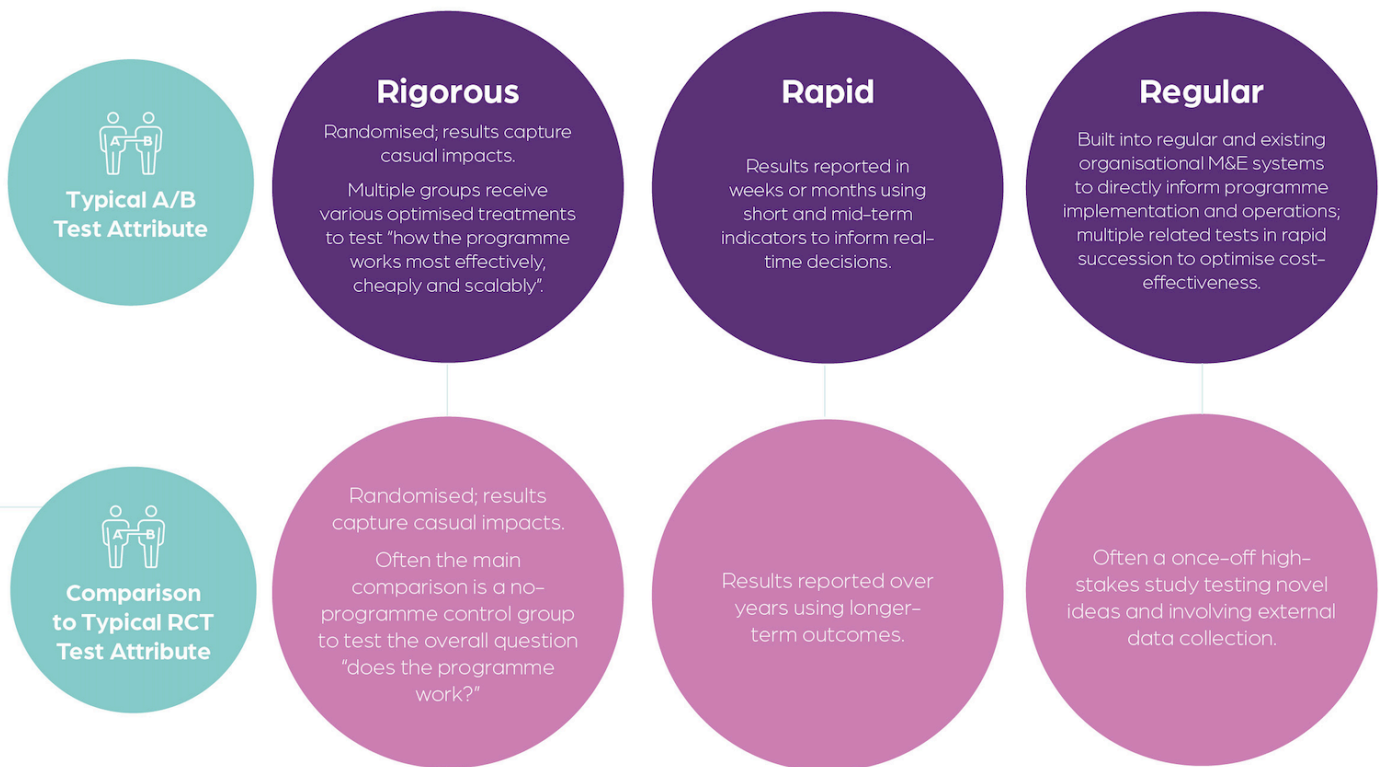 A B
Typical A/B
Test Attribute
Rigorous
Randomised; results capture
casual impacts.
Multiple groups receive
various optimised treatments
to test “how the programme
works most effectively,
cheaply and scalably”.
Rapid
Results reported in
weeks or months using
short and mid-term
indicators to inform real-
time decisions.
Regular
Built into regular and existing
organisational M&E systems
to directly inform programme
implementation and operations;
multiple related tests in rapid
succession to optimise cost-
effectiveness.
A B
Comparison
to Typical RCT
Test Attribute
Randomised; results
capture casual impacts.
Often the main
comparison is a no-
programme control group
to test the overall question
“does the programme
work?”
Results reported over
years using longer-
term outcomes.
Often a once-off high-
stakes study testing novel
ideas and involving external
data collection.